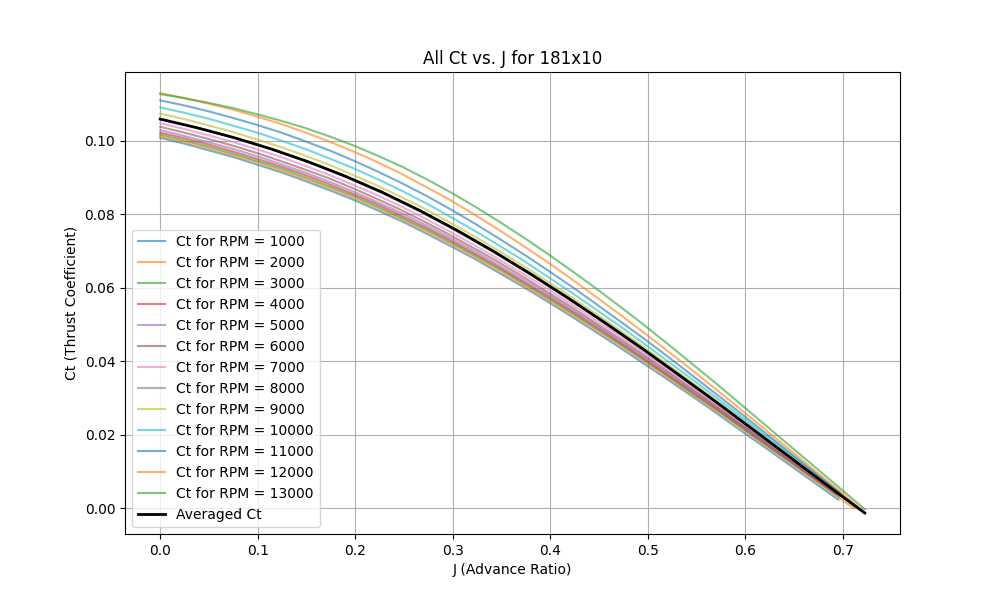 All Ct vs. J for 181x10
Ct (Thrust Coefficient)
0.10
0.08
0.06
0.04
0.02
0.00
Ct for RPM = 1000
Ct for RPM = 2000
Ct for RPM = 3000
Ct for RPM = 4000
Ct for RPM = 5000
Ct for RPM = 6000
Ct for RPM = 7000
Ct for RPM = 8000
Ct for RPM = 9000
Ct for RPM = 10000
Ct for RPM = 11000
Ct for RPM = 12000
Ct for RPM = 13000
Averaged Ct
0.0 0.1 0.2 0.3 0.4 0.5 0.6 0.7
J (Advance Ratio)